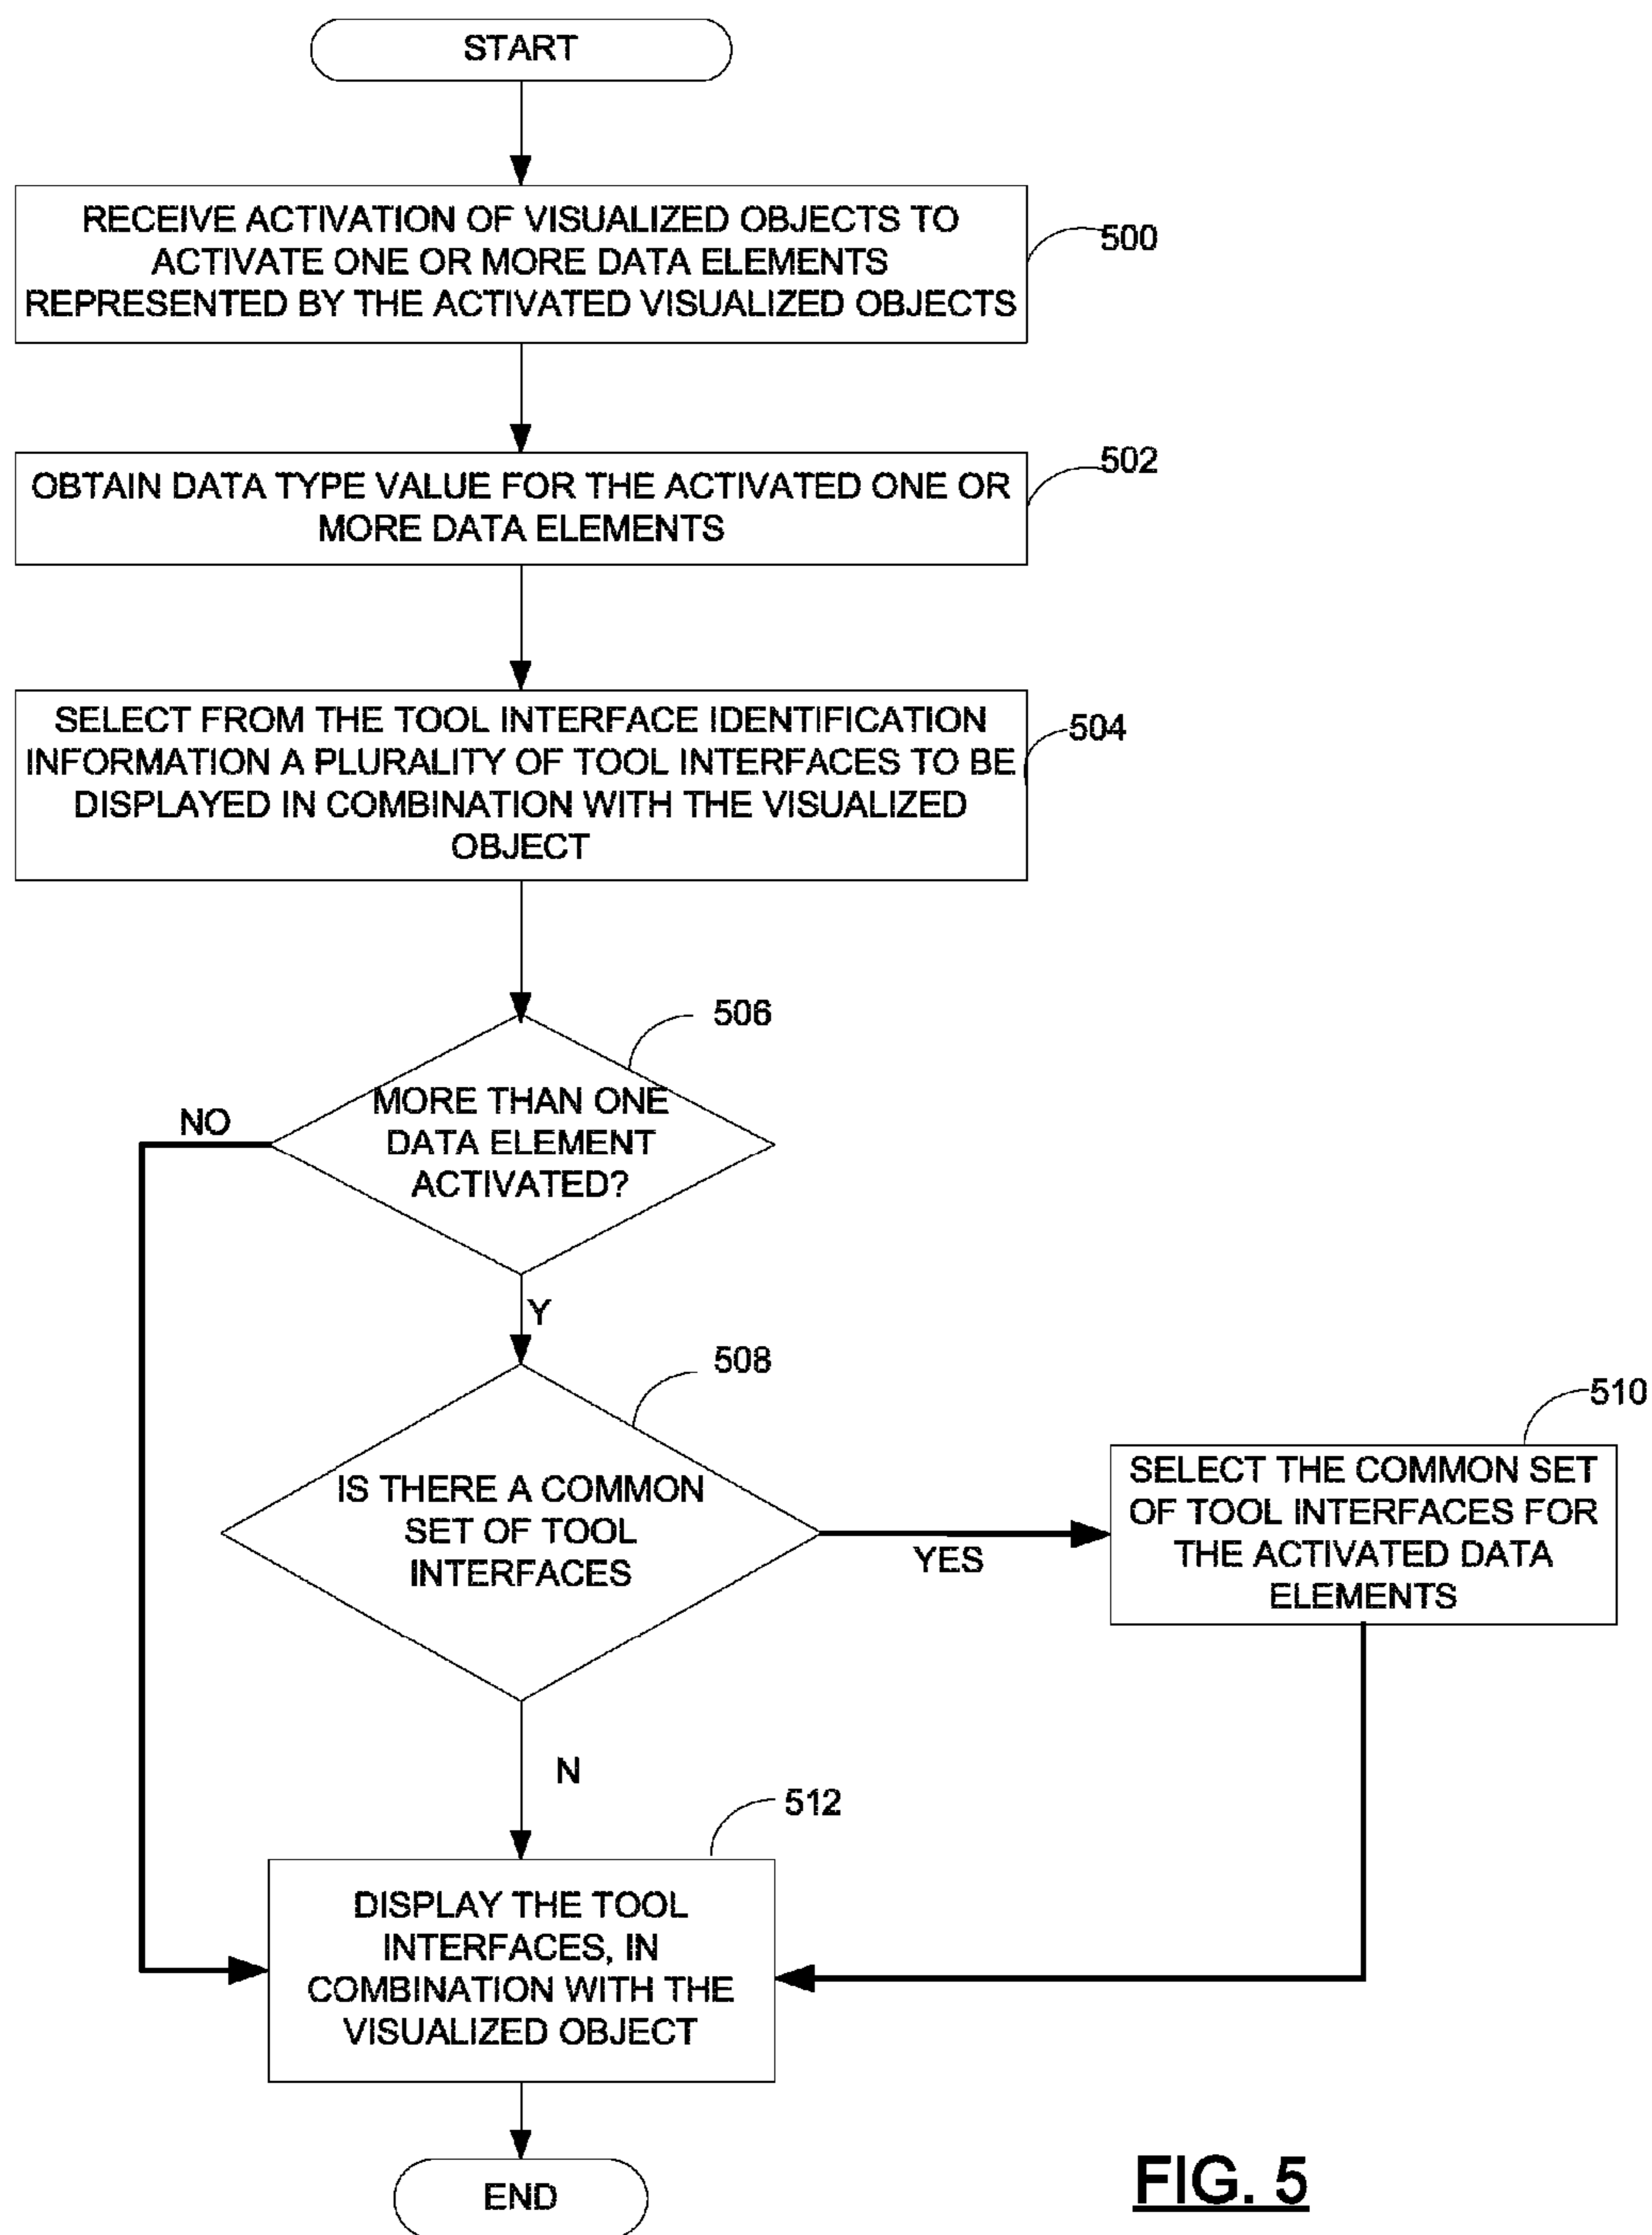 START
RECEIVE ACTIVATION OF VISUALIZED OBJECTS TO
ACTIVATE ONE OR MORE DATA ELEMENTS
REPRESENTED BY THE ACTIVATED VISUALIZED OBJECTS
500
OBTAIN DATA TYPE VALUE FOR THE ACTIVATED ONE OR
MORE DATA ELEMENTS
502
SELECT FROM THE TOOL INTERFACE IDENTIFICATION
INFORMATION A PLURALITY OF TOOL INTERFACES TO BE
DISPLAYED IN COMBINATION WITH THE VISUALIZED
OBJECT
504
506
MORE THAN ONE
DATA ELEMENT
ACTIVATED?
NO
Y
508
IS THERE A COMMON
SET OF TOOL
INTERFACES
YES
510
SELECT THE COMMON SET
OF TOOL INTERFACES FOR
THE ACTIVATED DATA
ELEMENTS
N
512
DISPLAY THE TOOL
INTERFACES, IN
COMBINATION WITH THE
VISUALIZED OBJECT
END
FIG. 5